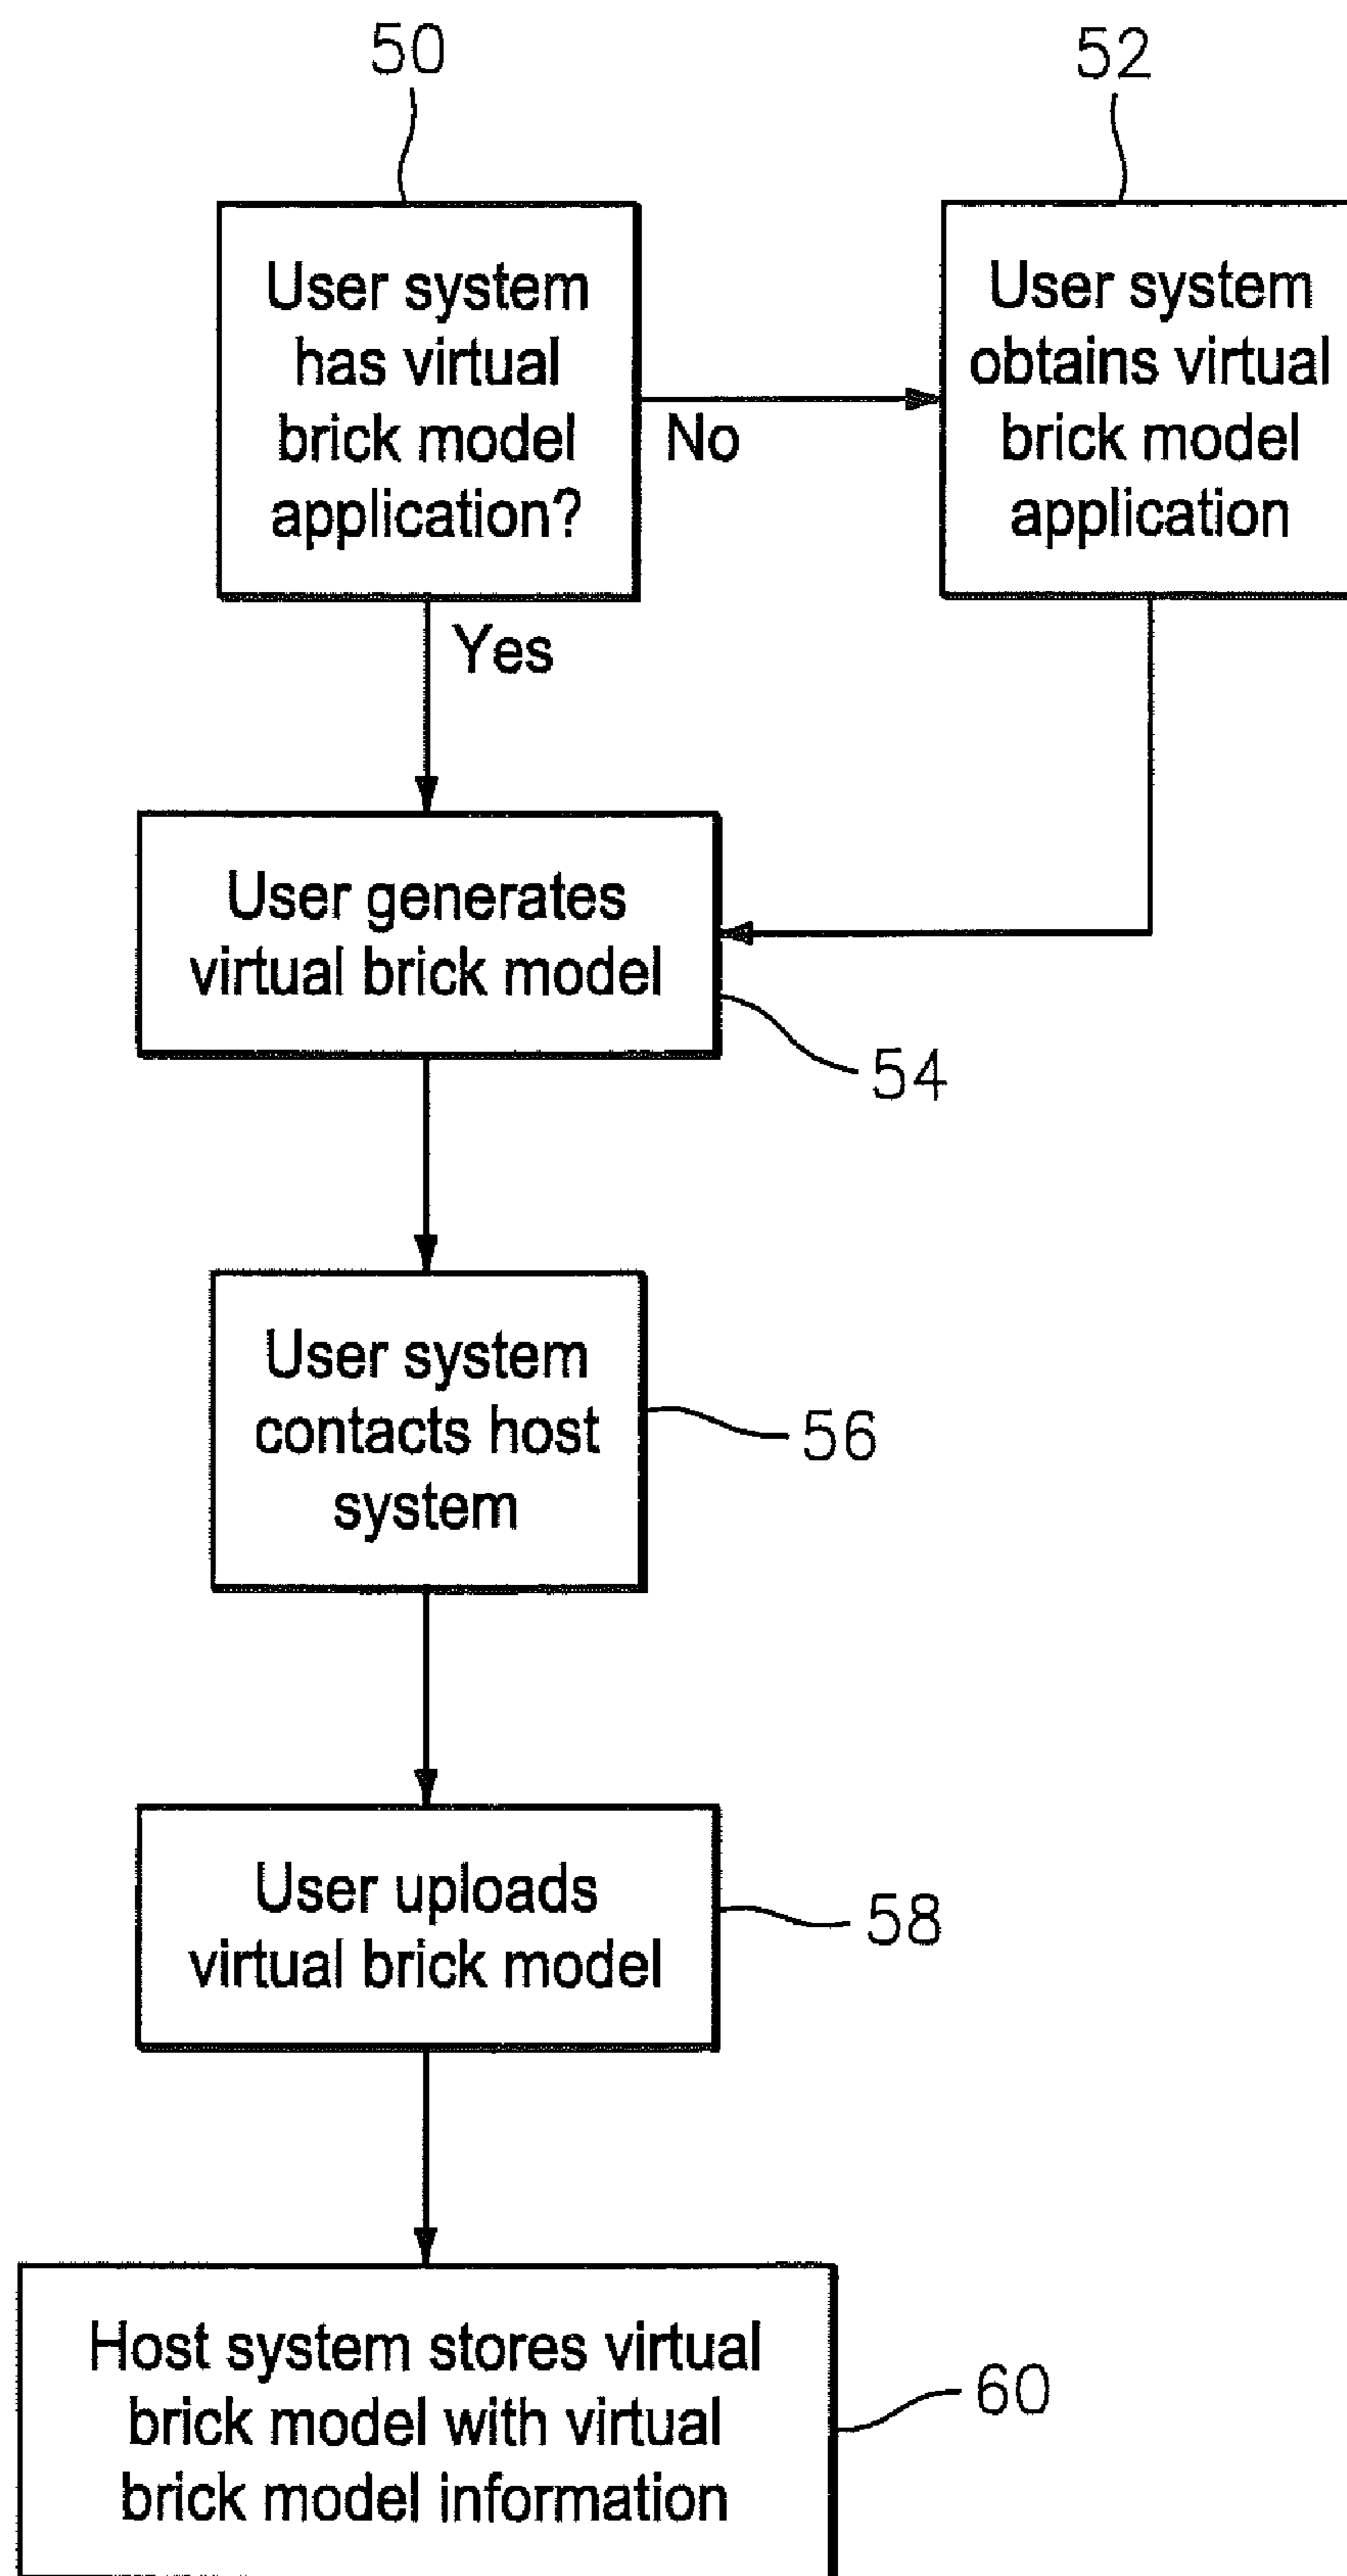 50
52
User system
has virtual
brick model
application?
No
User system
obtains virtual
brick model
application
Yes
User generates
virtual brick model
54
User system
contacts host
system
56
User uploads
virtual brick model
58
Host system stores virtual
brick model with virtual
brick model information
60